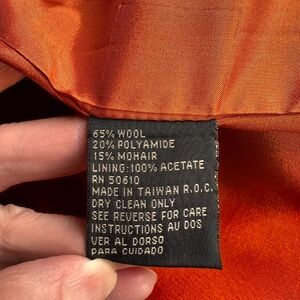 65% WOOL
20% POLYAMIDE
15% MOHAIR
LINING: 100% ACETATE
RN 50610
MADE IN TAIWAN R.O.C.
DRY CLEAN ONLY
SEE REVERSE FOR CARE
INSTRUCTIONS AU DOS
VER AL DORSO
PARA CUIDADO